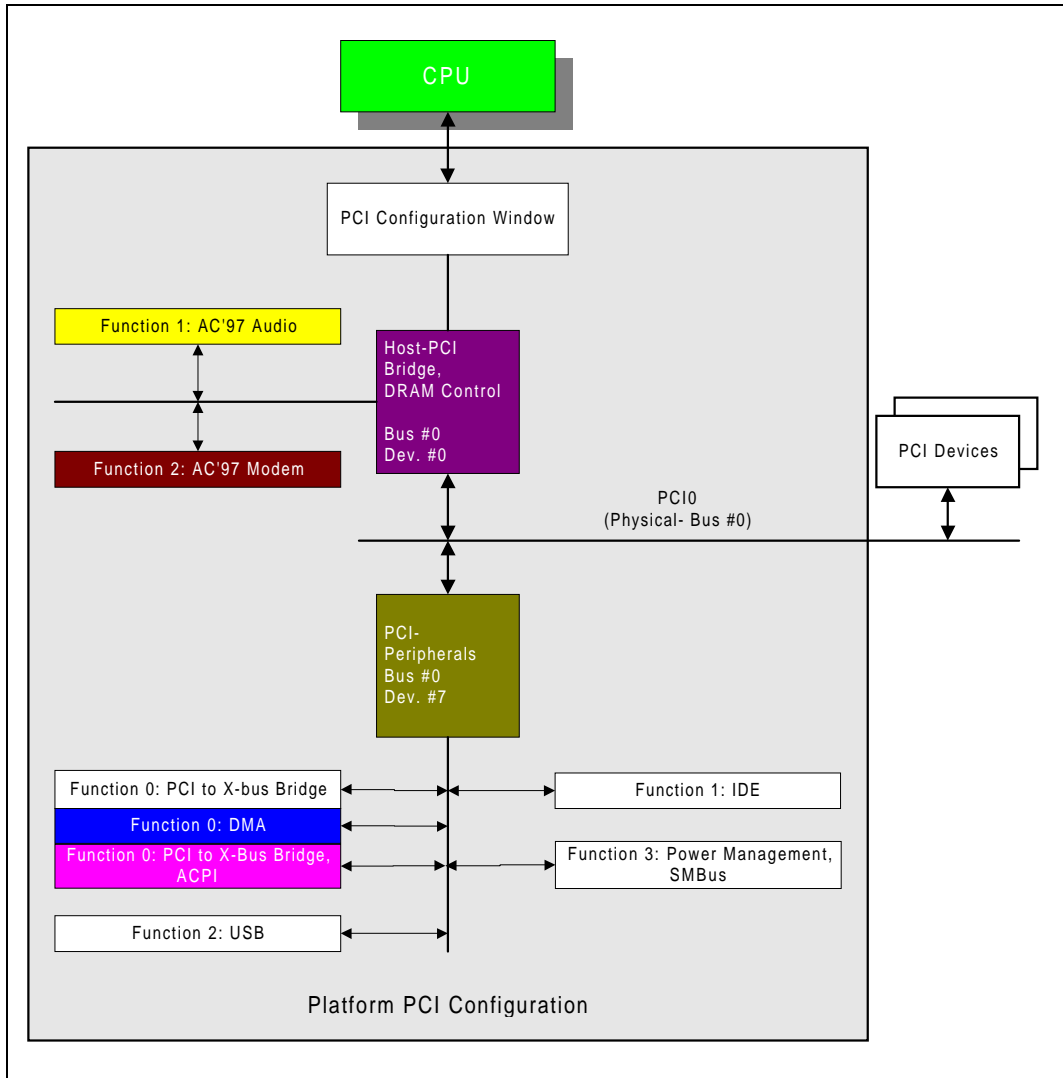 CPU
PCI Configuration Window
Function 1: AC'97 Audio
Host-PCI
Bridge,
DRAM Control
Bus #0
Dev. #0
Function 2: AC'97 Modem
PCI Devices
PCI0
(Physical- Bus #0)
PCI-
Peripherals
Bus #0
Dev. #7
Function 0: PCI to X-bus Bridge
Function 1: IDE
Function 0: DMA
Function 0: PCI to X-Bus Bridge,
ACPI
Function 3: Power Management,
SMBus
Function 2: USB
Platform PCI Configuration